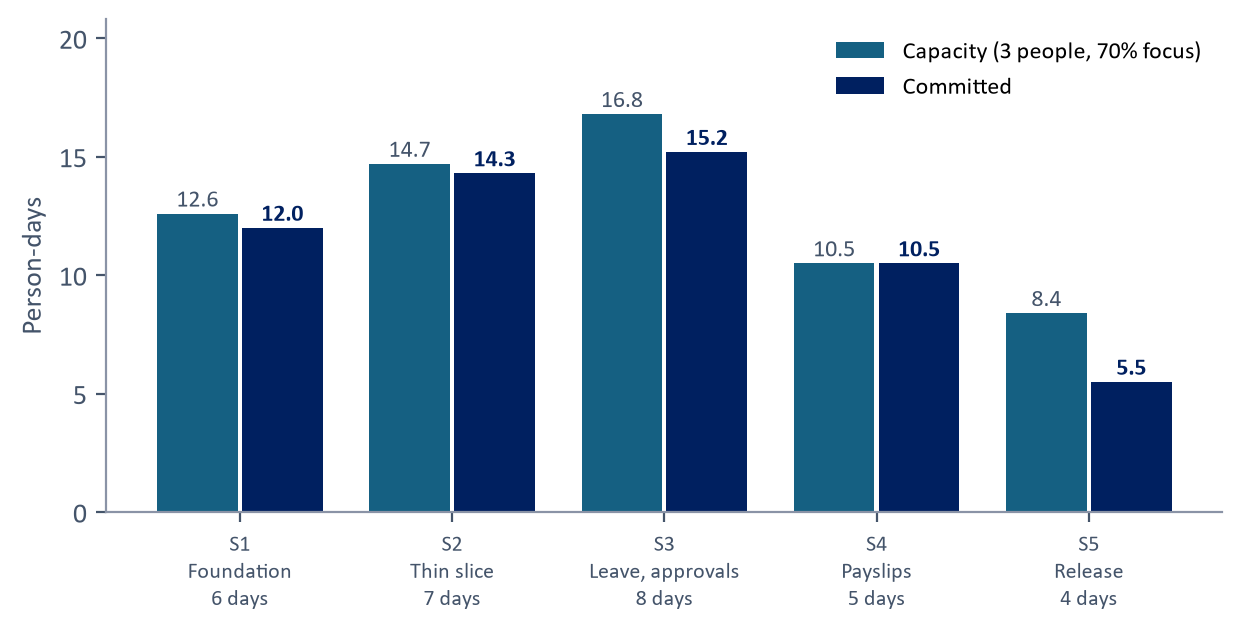 20
15
10
5
0
Person-days
Capacity (3 people, 70% focus)
Committed
12.6
12.0
14.7
14.3
16.8
15.2
10.5
10.5
8.4
5.5
S1
Foundation
6 days
S2
Thin slice
7 days
S3
Leave, approvals
8 days
S4
Payslips
5 days
S5
Release
4 days